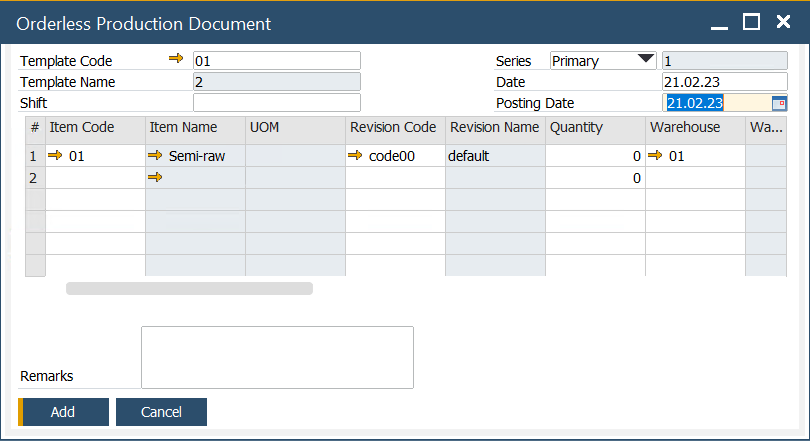 Orderless Production Document
Template Code 01 Series Primary 1
Template Name 2 Date 21.02.23
Shift Posting Date 21.02.23
# Item Code Item Name UOM Revision Code Revision Name Quantity Warehouse Wa...
1 01 Semi-raw code00 default 0 01
2 0
Remarks
Add Cancel